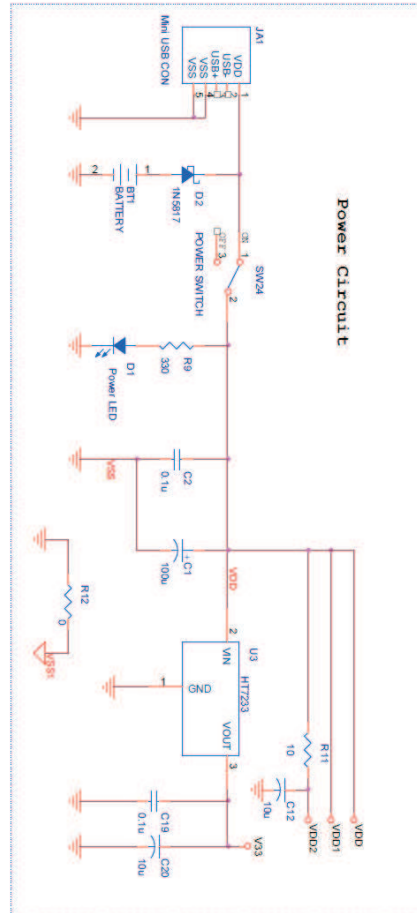 Power Circuit
JA1
VDD
USB-
USB+
VSS
VSS
1
2
4
5
Mini USB CON
D2
1N5817
1
2
BT1
BATTERY
SW24
1
3
2
POWER SWITCH
R9
330
D1
Power LED
C2
0.1u
VSS
+C1
100u
VDD
R12
0
VSS1
U3
HT7233
2
VIN
GND
1
VOUT
3
R11
10
C12
10u
VDD
VDD1
VDD2
C19
0.1u
C20
10u
V33